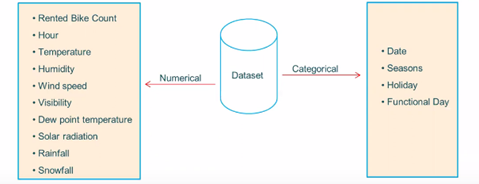 • Rented Bike Count
• Hour
• Temperature
• Humidity
• Wind speed
• Visibility
• Dew point temperature
• Solar radiation
• Rainfall
• Snowfall
Numerical
Dataset
Categorical
• Date
• Seasons
• Holiday
• Functional Day